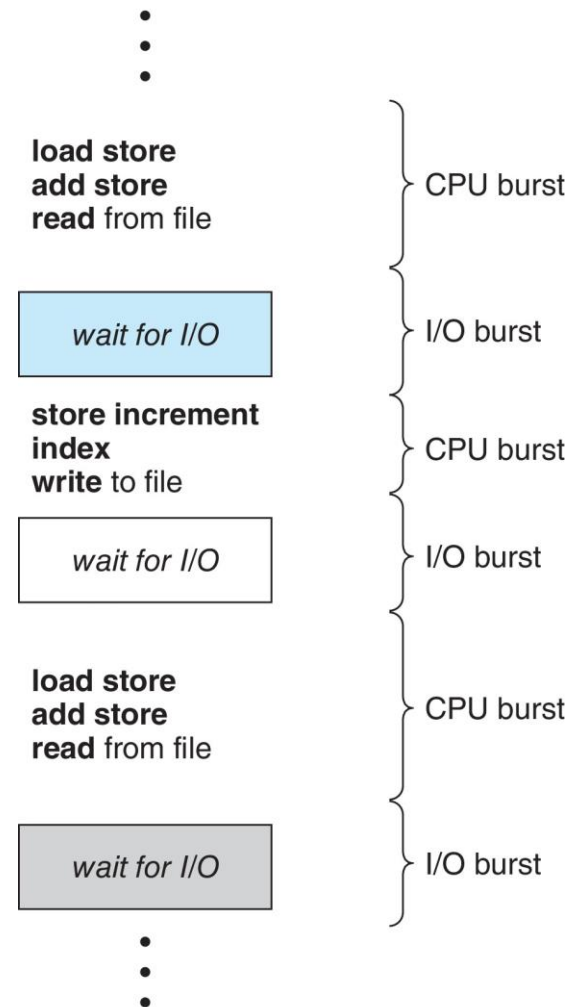 load store
add store
read from file
CPU burst
wait for I/O
I/O burst
store increment
index
write to file
CPU burst
wait for I/O
I/O burst
load store
add store
read from file
CPU burst
wait for I/O
I/O burst